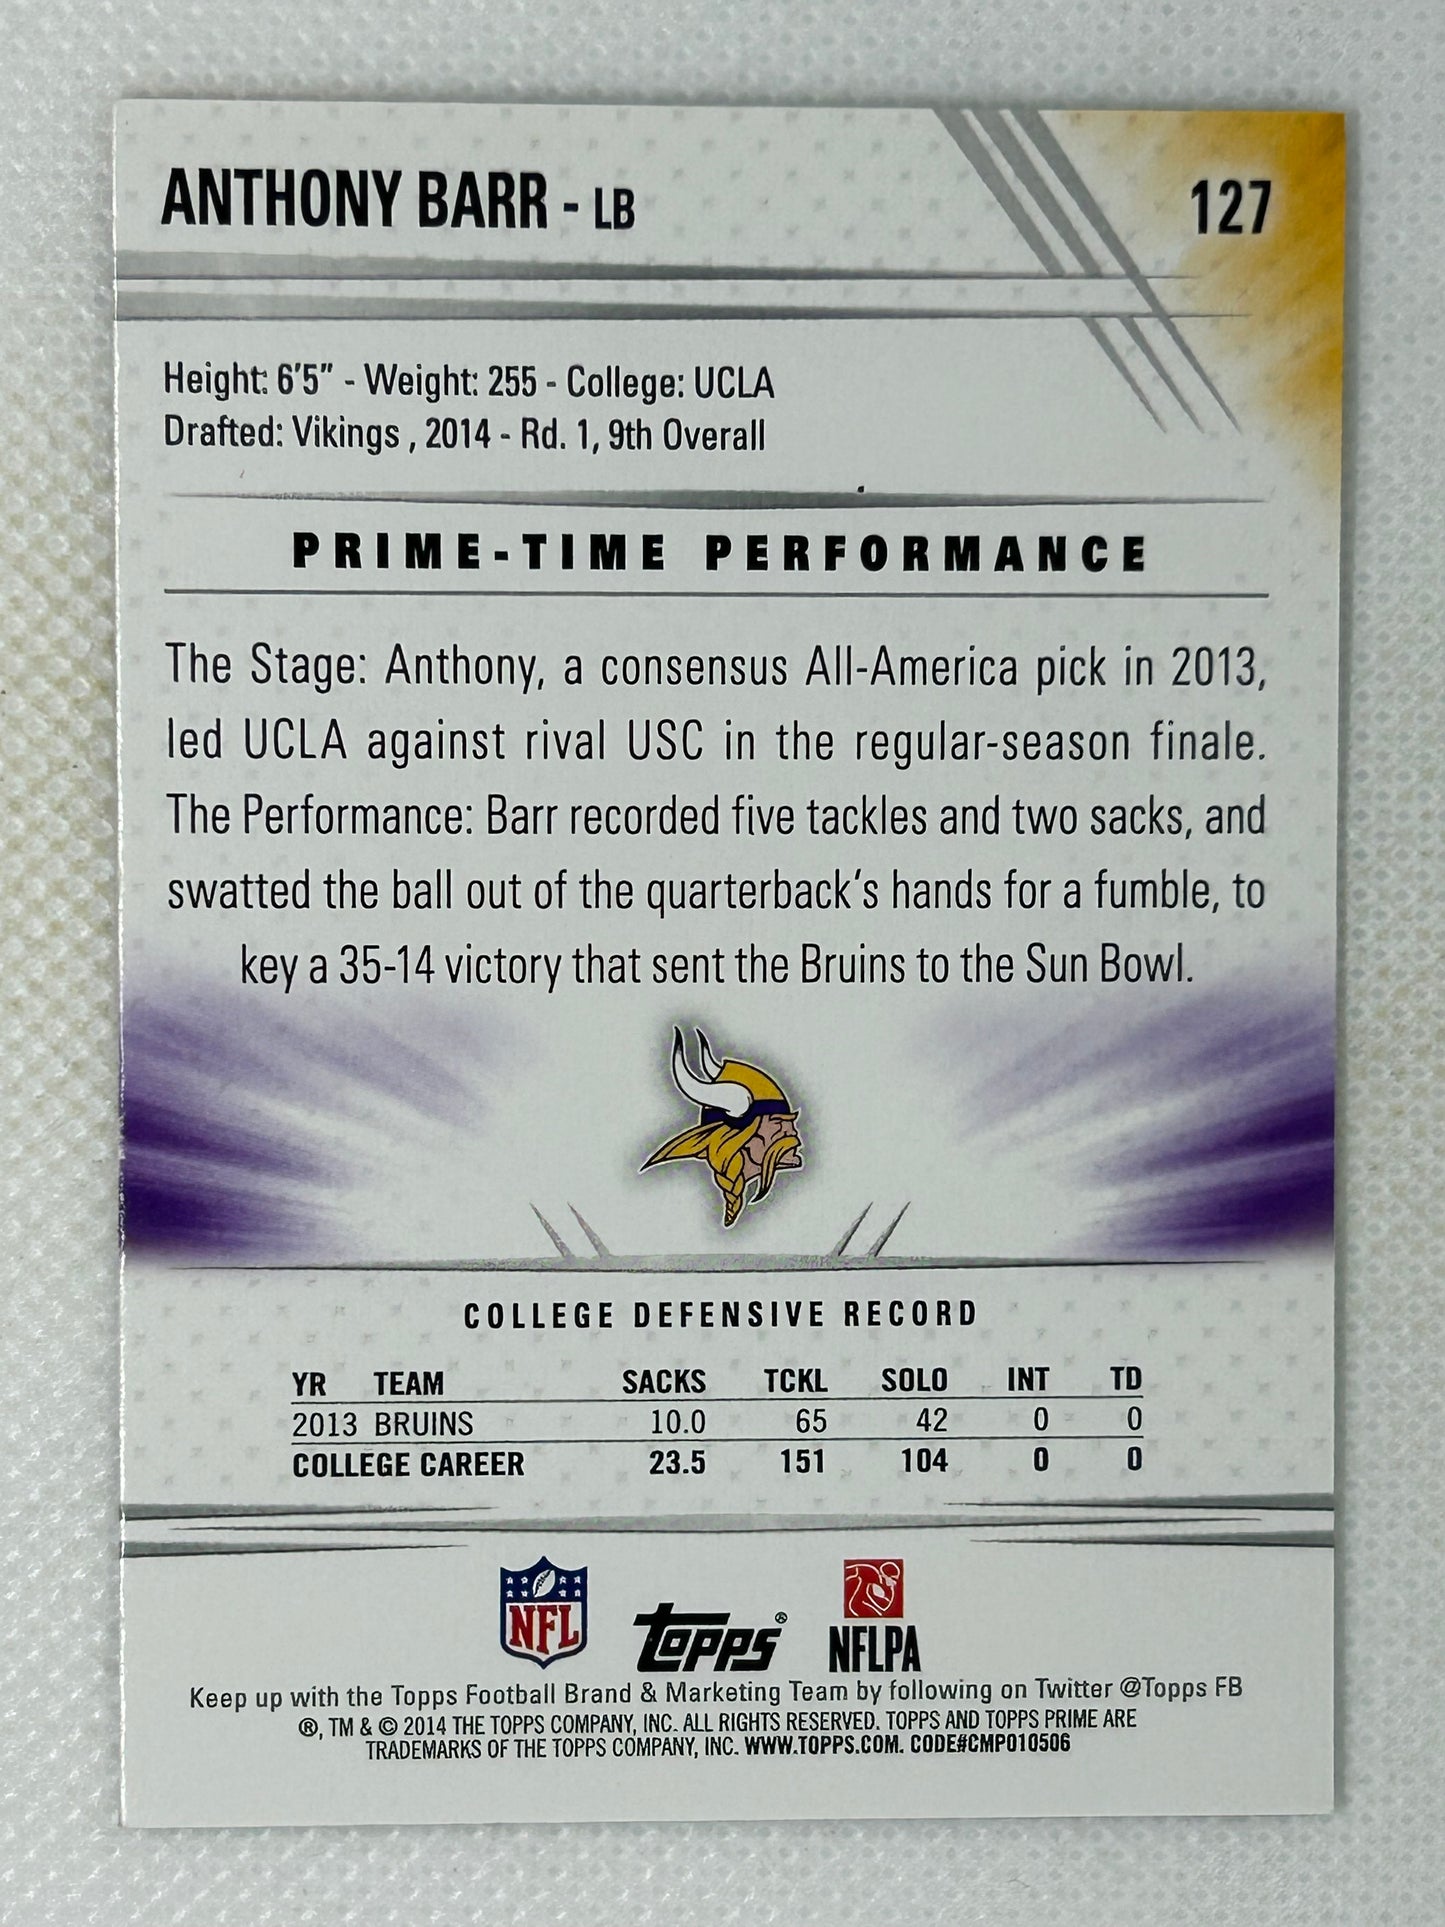 ANTHONY BARR - LB
127
Height: 6'5" - Weight: 255 - College: UCLA
Drafted: Vikings , 2014 - Rd. 1, 9th Overall
PRIME-TIME PERFORMANCE
The Stage: Anthony, a consensus All-America pick in 2013,
led UCLA against rival USC in the regular-season finale.
The Performance: Barr recorded five tackles and two sacks, and
swatted the ball out of the quarterback's hands for a fumble, to
key a 35-14 victory that sent the Bruins to the Sun Bowl.
COLLEGE DEFENSIVE RECORD
YR TEAM SACKS TCKL SOLO INT TD
2013 BRUINS 10.0 65 42 0 0
COLLEGE CAREER 23.5 151 104 0 0
NFL
topps®
NFLPA
Keep up with the Topps Football Brand & Marketing Team by following on Twitter @Topps FB
®, TM & © 2014 THE TOPPS COMPANY, INC. ALL RIGHTS RESERVED. TOPPS AND TOPPS PRIME ARE
TRADEMARKS OF THE TOPPS COMPANY, INC. WWW.TOPPS.COM. CODE#CMP010506